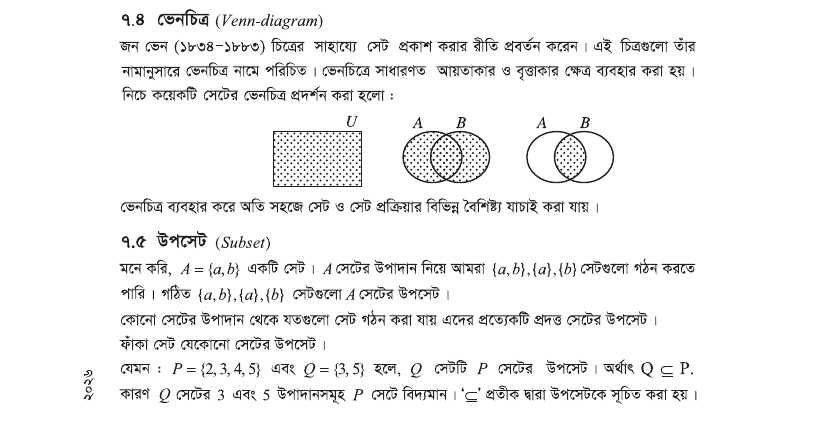 ৭.৪ ভেনচিত্র (Venn-diagram)
জন ভেন (১৮৩৪-১৮৮৩) চিত্রের সাহায্যে সেট প্রকাশ করার রীতি প্রবর্তন করেন। এই চিত্রগুলো তাঁর
নামানুসারে ভেনচিত্র নামে পরিচিত। ভেনচিত্রে সাধারণত আয়তাকার ও বৃত্তাকার ক্ষেত্র ব্যবহার করা হয়।
নিচে কয়েকটি সেটের ভেনচিত্র প্রদর্শন করা হলো :
U A B A B
ভেনচিত্র ব্যবহার করে অতি সহজে সেট ও সেট প্রক্রিয়ার বিভিন্ন বৈশিষ্ট্য যাচাই করা যায়।
৭.৫ উপসেট (Subset)
মনে করি, A = {a, b} একটি সেট। A সেটের উপাদান নিয়ে আমরা {a, b}, {a}, {b} সেটগুলো গঠন করতে
পারি। গঠিত {a, b}, {a}, {b} সেটগুলো A সেটের উপসেট।
কোনো সেটের উপাদান থেকে যতগুলো সেট গঠন করা যায় এদের প্রত্যেকটি প্রদত্ত সেটের উপসেট।
ফাঁকা সেট যেকোনো সেটের উপসেট।
যেমন : P = {2, 3, 4, 5} এবং Q = {3, 5} হলে, Q সেটটি P সেটের উপসেট। অর্থাৎ Q ⊆ P.
কারণ Q সেটের 3 এবং 5 উপাদানসমূহ P সেটে বিদ্যমান। '⊆' প্রতীক দ্বারা উপসেটকে সূচিত করা হয়।
২০২৬